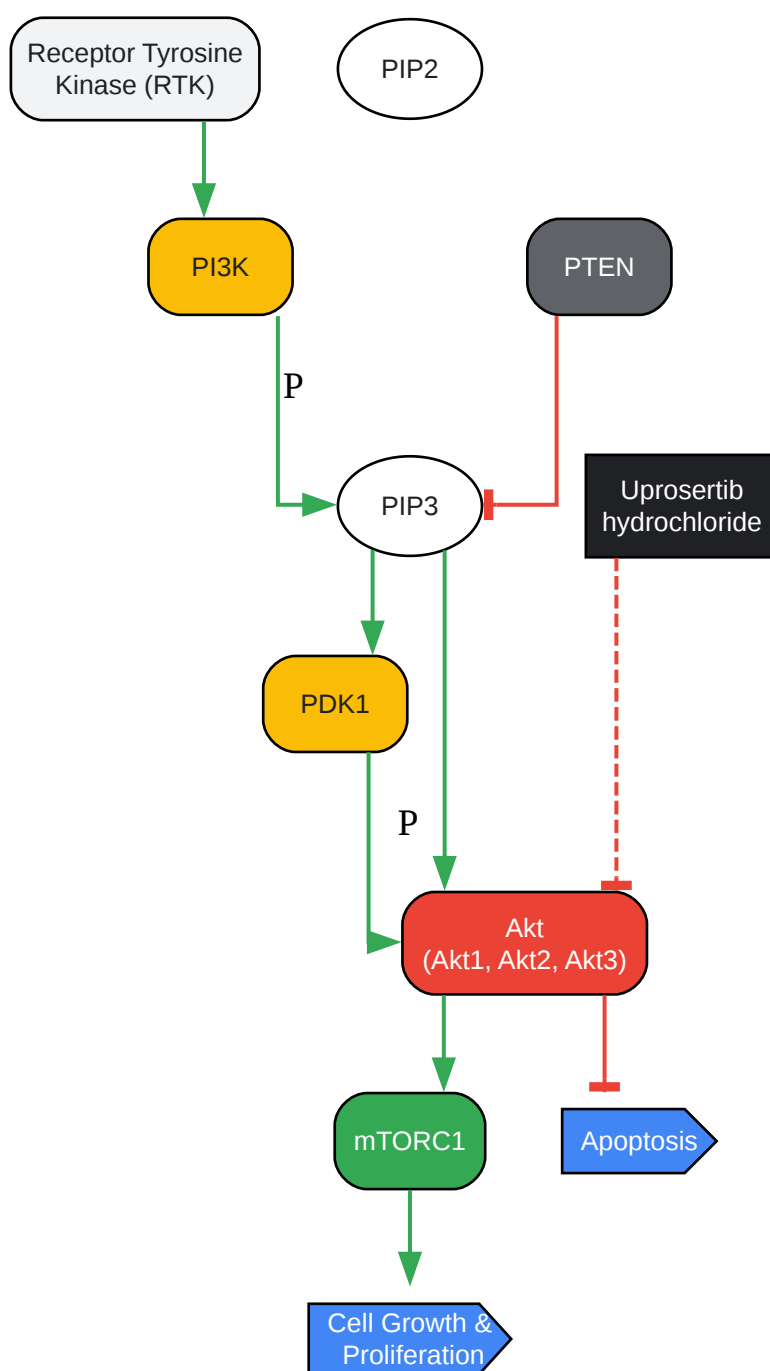 Receptor Tyrosine
Kinase (RTK)
PIP2
PI3K
PTEN
P
PIP3
Uprosertib
hydrochloride
PDK1
P
Akt
(Akt1, Akt2, Akt3)
mTORC1
Apoptosis
Cell Growth &
Proliferation